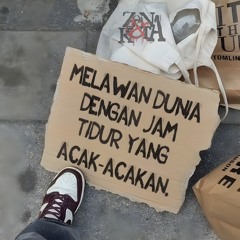 MELAWAN DUNIA
DENGAN JAM
TIDUR YANG
ACAK-ACAKAN.